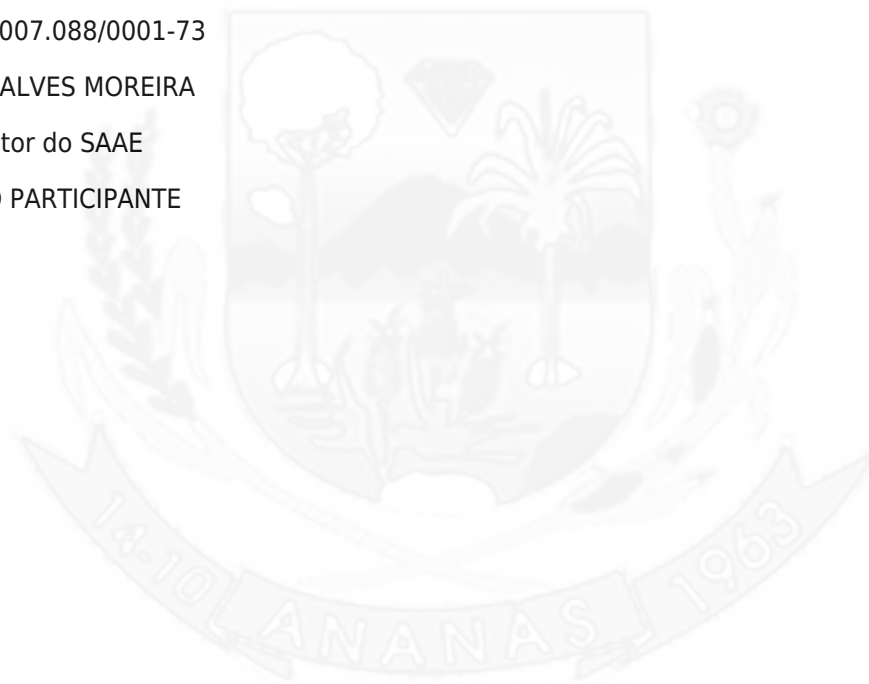 007.088/0001-73
ALVES MOREIRA
tor do SAAE
PARTICIPANTE
14-10 ANANAS 1963